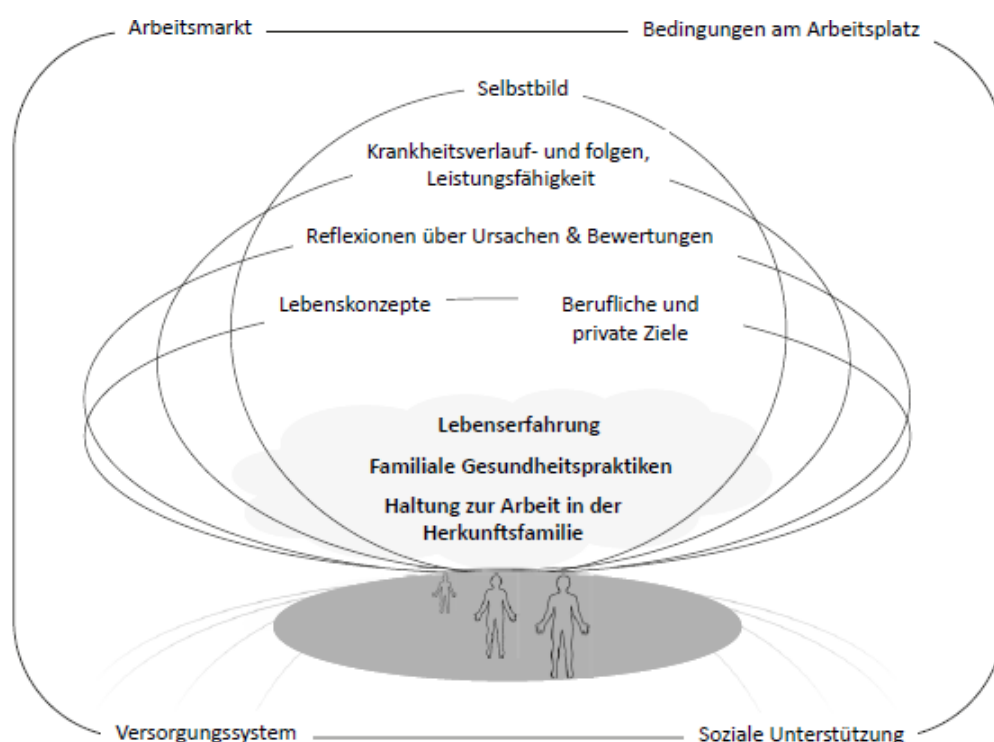 Arbeitsmarkt
Bedingungen am Arbeitsplatz
Selbstbild
Krankheitsverlauf- und folgen,
Leistungsfähigkeit
Reflexionen über Ursachen & Bewertungen
Lebenskonzepte
Berufliche und
private Ziele
Lebenserfahrung
Familiale Gesundheitspraktiken
Haltung zur Arbeit in der
Herkunftsfamilie
Versorgungssystem
Soziale Unterstützung